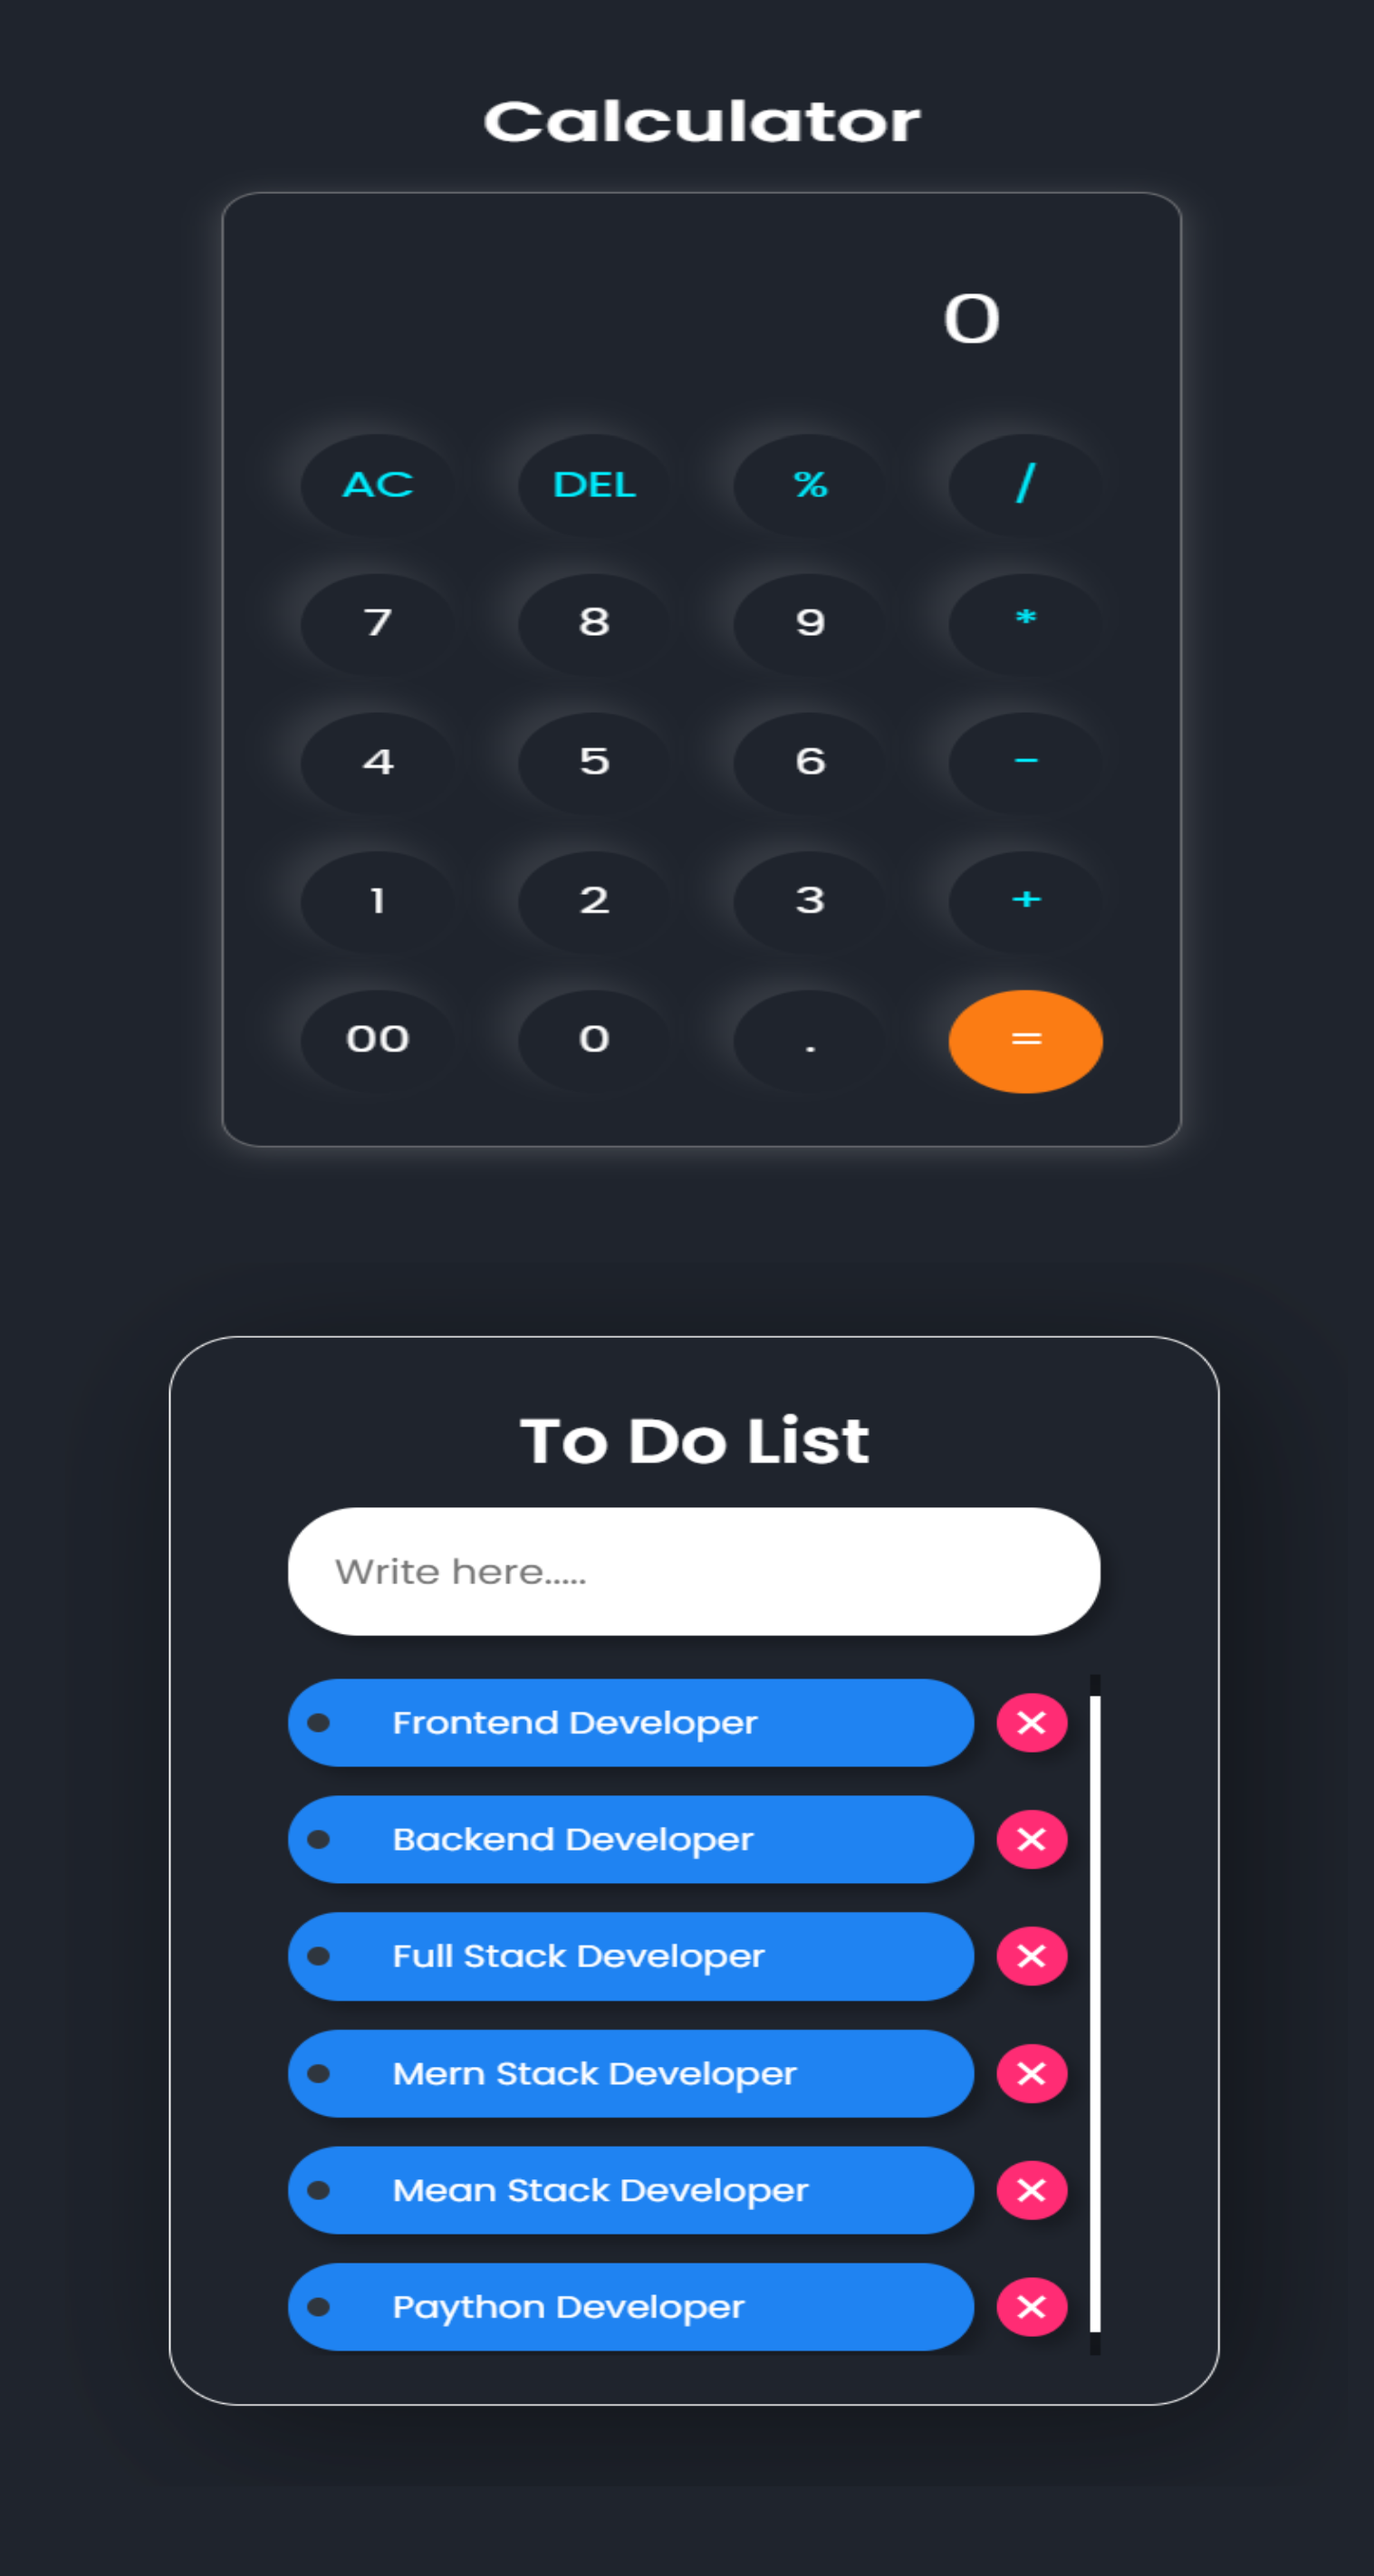 Calculator
0
AC DEL % /
7 8 9 *
4 5 6 -
1 2 3 +
00 0 . =
To Do List
Write here.....
Frontend Developer
Backend Developer
Full Stack Developer
Mern Stack Developer
Mean Stack Developer
Paython Developer